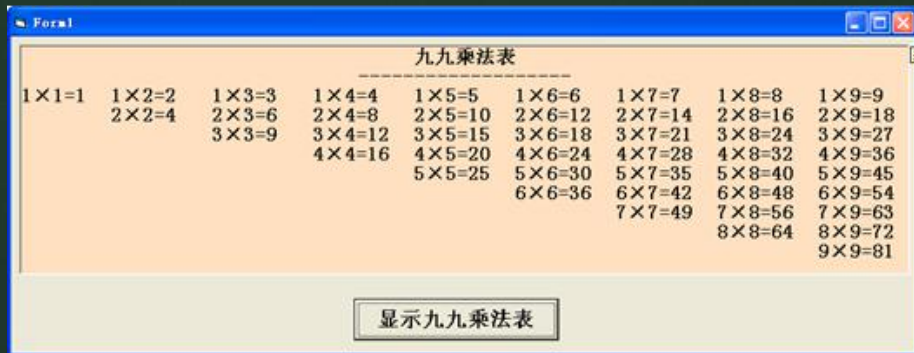 Form1
九九乘法表
-------------------
1×1=1 1×2=2 1×3=3 1×4=4 1×5=5 1×6=6 1×7=7 1×8=8 1×9=9
2×2=4 2×3=6 2×4=8 2×5=10 2×6=12 2×7=14 2×8=16 2×9=18
3×3=9 3×4=12 3×5=15 3×6=18 3×7=21 3×8=24 3×9=27
4×4=16 4×5=20 4×6=24 4×7=28 4×8=32 4×9=36
5×5=25 5×6=30 5×7=35 5×8=40 5×9=45
6×6=36 6×7=42 6×8=48 6×9=54
7×7=49 7×8=56 7×9=63
8×8=64 8×9=72
9×9=81
显示九九乘法表